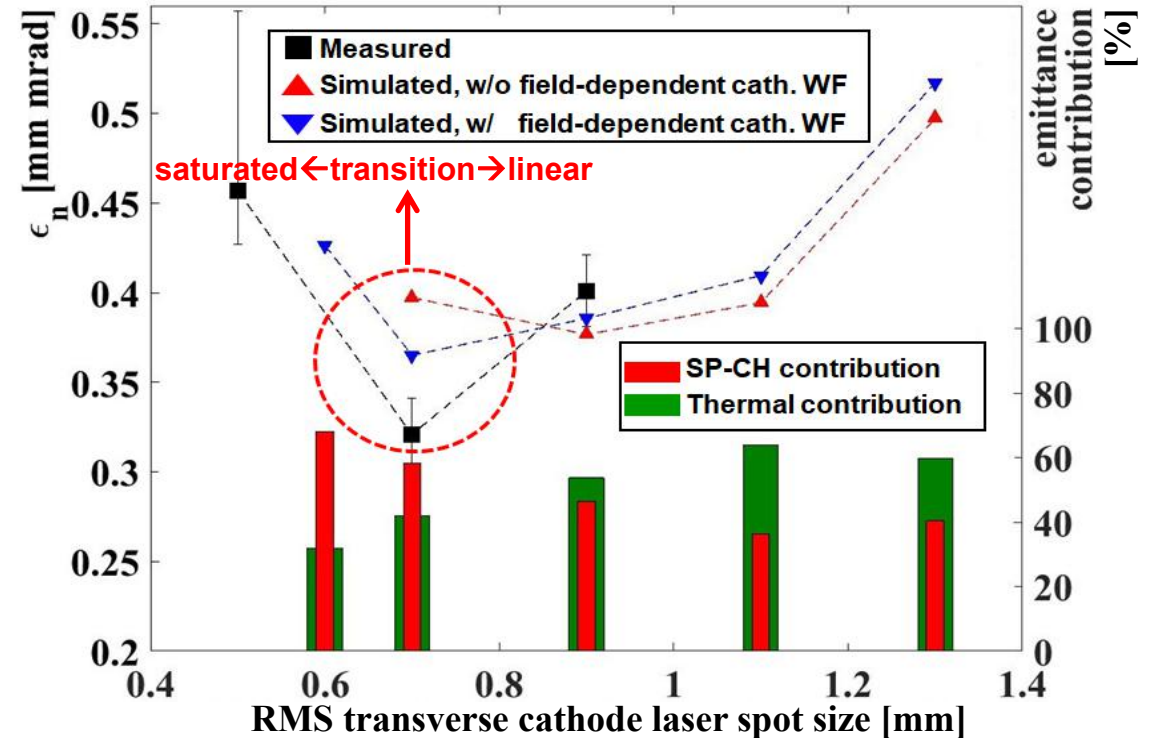 0.55
0.5
0.45
0.4
0.35
0.3
0.25
0.2
ϵn [mm mrad]
Measured
Simulated, w/o field-dependent cath. WF
Simulated, w/ field-dependent cath. WF
saturated←transition→linear
emittance
contribution
[%]
100
80
60
40
20
0
SP-CH contribution
Thermal contribution
0.4 0.6 0.8 1 1.2 1.4
RMS transverse cathode laser spot size [mm]